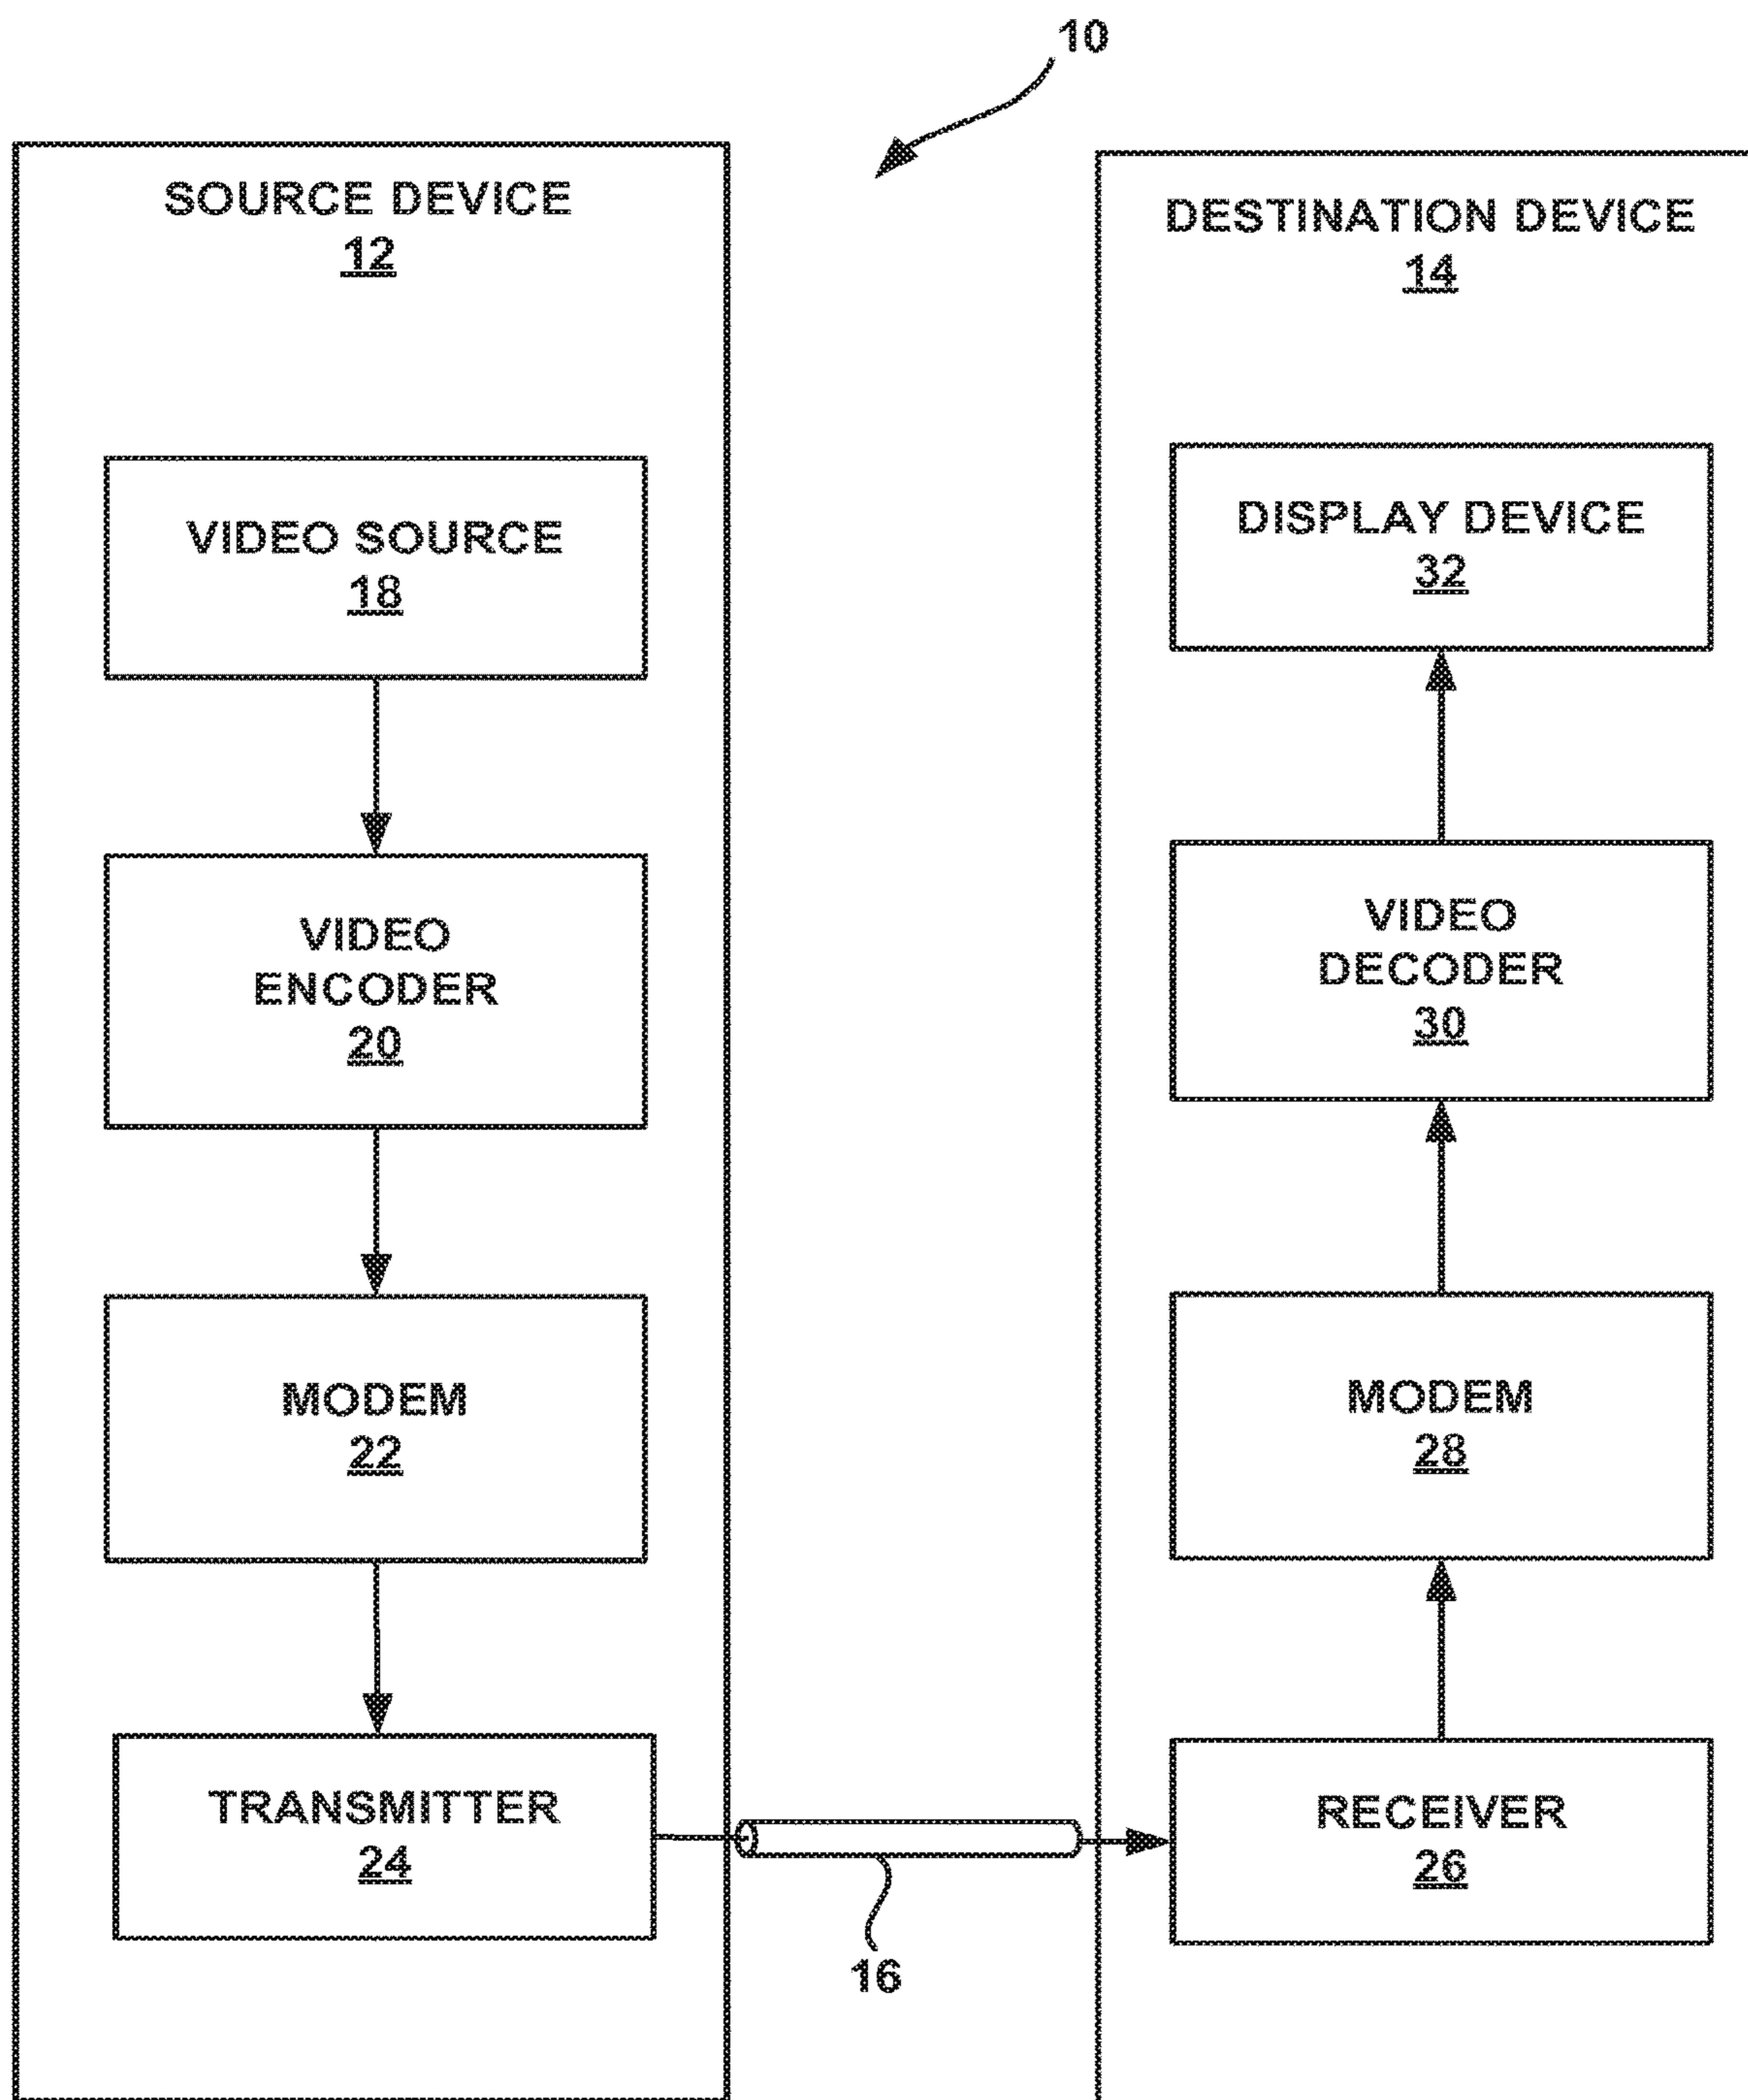 10
SOURCE DEVICE
12
VIDEO SOURCE
18
VIDEO
ENCODER
20
MODEM
22
TRANSMITTER
24
16
DESTINATION DEVICE
14
DISPLAY DEVICE
32
VIDEO
DECODER
30
MODEM
28
RECEIVER
26